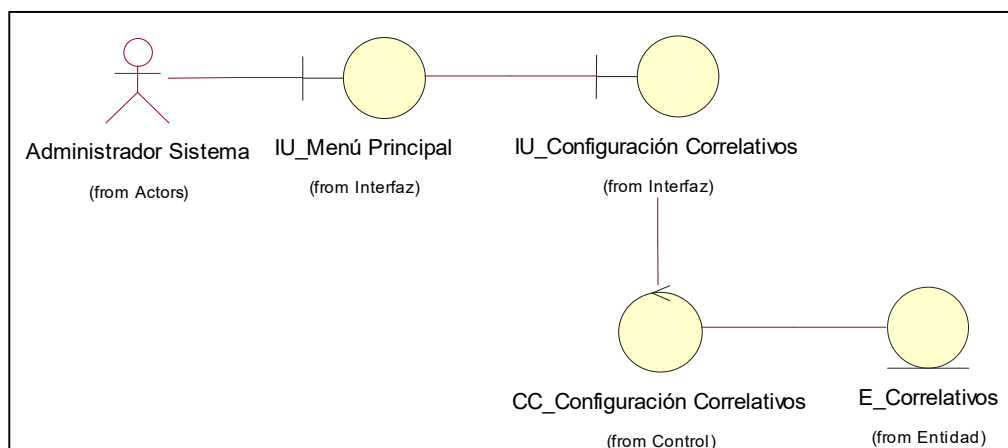 Administrador Sistema
(from Actors)
IU_Menú Principal
(from Interfaz)
IU_Configuración Correlativos
(from Interfaz)
CC_Configuración Correlativos
(from Control)
E_Correlativos
(from Entidad)